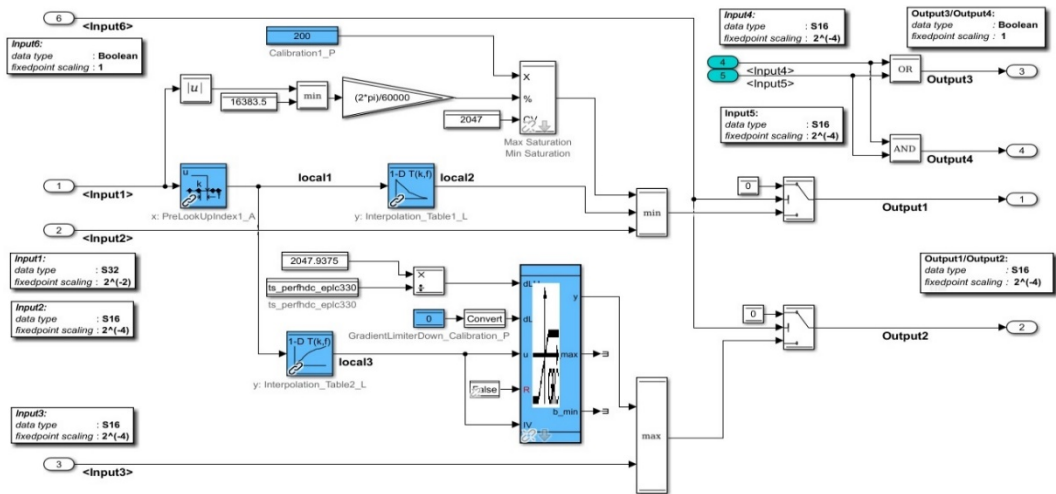 6
<Input6>
Input6:
data type : Boolean
fixedpoint scaling : 1
200
Calibration1_P
|u|
16383.5
min
(2*pi)/60000
2047
X
%
CV
Max Saturation
Min Saturation
Input4:
data type : S16
fixedpoint scaling : 2^(-4)
Output3/Output4:
data type : Boolean
fixedpoint scaling : 1
4
<Input4>
5
<Input5>
OR
Output3
3
Input5:
data type : S16
fixedpoint scaling : 2^(-4)
AND
Output4
4
1
<Input1>
u
k
x: PreLookUpIndex1_A
local1
1-D T(k,f)
local2
y: Interpolation_Table1_L
min
0
Output1
1
2
<Input2>
Input1:
data type : S32
fixedpoint scaling : 2^(-2)
Input2:
data type : S16
fixedpoint scaling : 2^(-4)
2047.9375
ts_perfhdc_eplc330
ts_perfhdc_eplc330
×
÷
0
Convert
GradientLimiterDown_Calibration_P
1-D T(k,f)
local3
y: Interpolation_Table2_L
False
dL
u
R
IV
y
max
b_min
Output1/Output2:
data type : S16
fixedpoint scaling : 2^(-4)
0
Output2
2
max
Input3:
data type : S16
fixedpoint scaling : 2^(-4)
3
<Input3>